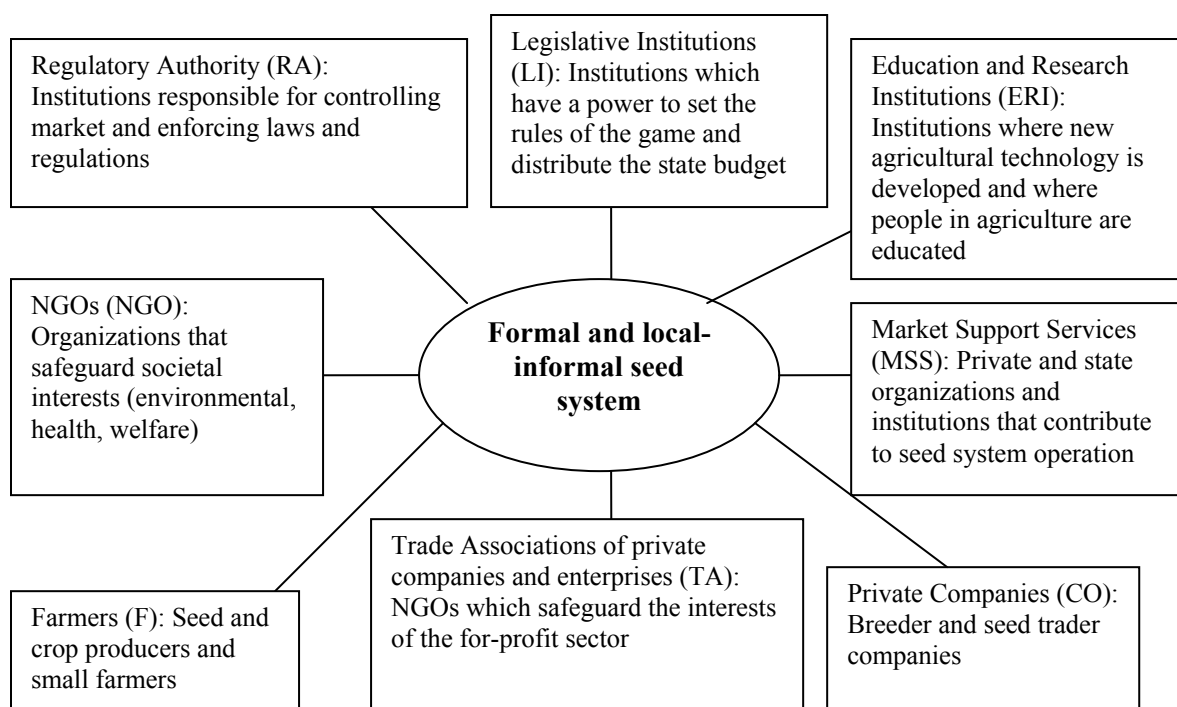 Regulatory Authority (RA):
Institutions responsible for controlling
market and enforcing laws and
regulations
Legislative Institutions
(LI): Institutions which
have a power to set the
rules of the game and
distribute the state budget
Education and Research
Institutions (ERI):
Institutions where new
agricultural technology is
developed and where
people in agriculture are
educated
NGOs (NGO):
Organizations that
safeguard societal
interests (environmental,
health, welfare)
Formal and local-
informal seed
system
Market Support Services
(MSS): Private and state
organizations and
institutions that contribute
to seed system operation
Farmers (F): Seed and
crop producers and
small farmers
Trade Associations of private
companies and enterprises (TA):
NGOs which safeguard the interests
of the for-profit sector
Private Companies (CO):
Breeder and seed trader
companies